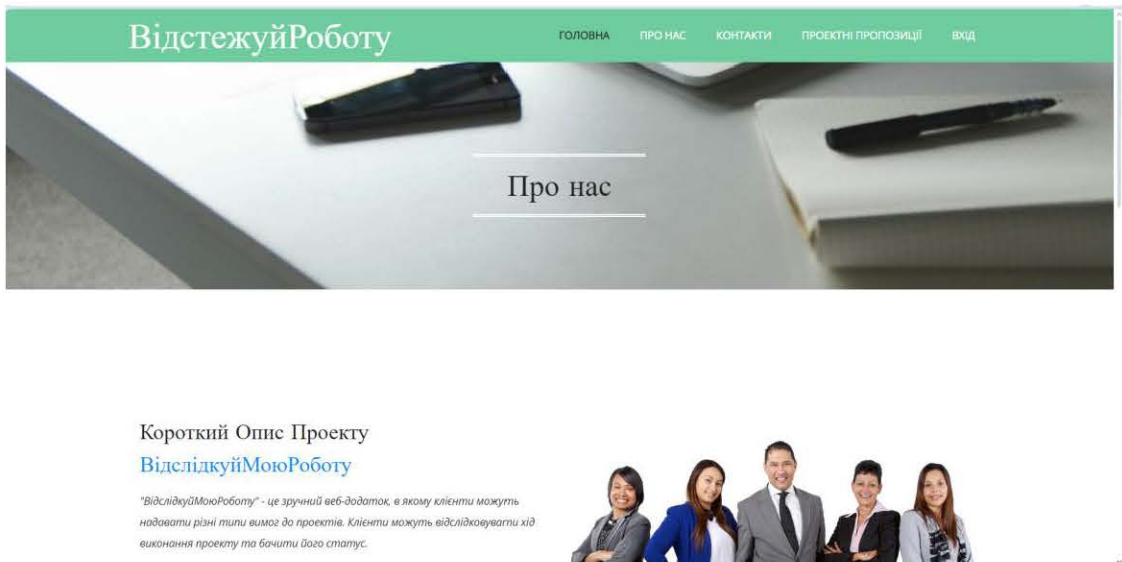 ВідстежуйРоботу
ГОЛОВНА ПРО НАС КОНТАКТИ ПРОЕКТНІ ПРОПОЗИЦІЇ ВХІД
Про нас
Короткий Опис Проекту
ВідслідкуйМоюРоботу
"ВідслідкуйМоюРоботу" - це зручний веб-додаток, в якому клієнти можуть
надавати різні типи вимог до проектів. Клієнти можуть відслідковувати хід
виконання проекту та бачити його статус.